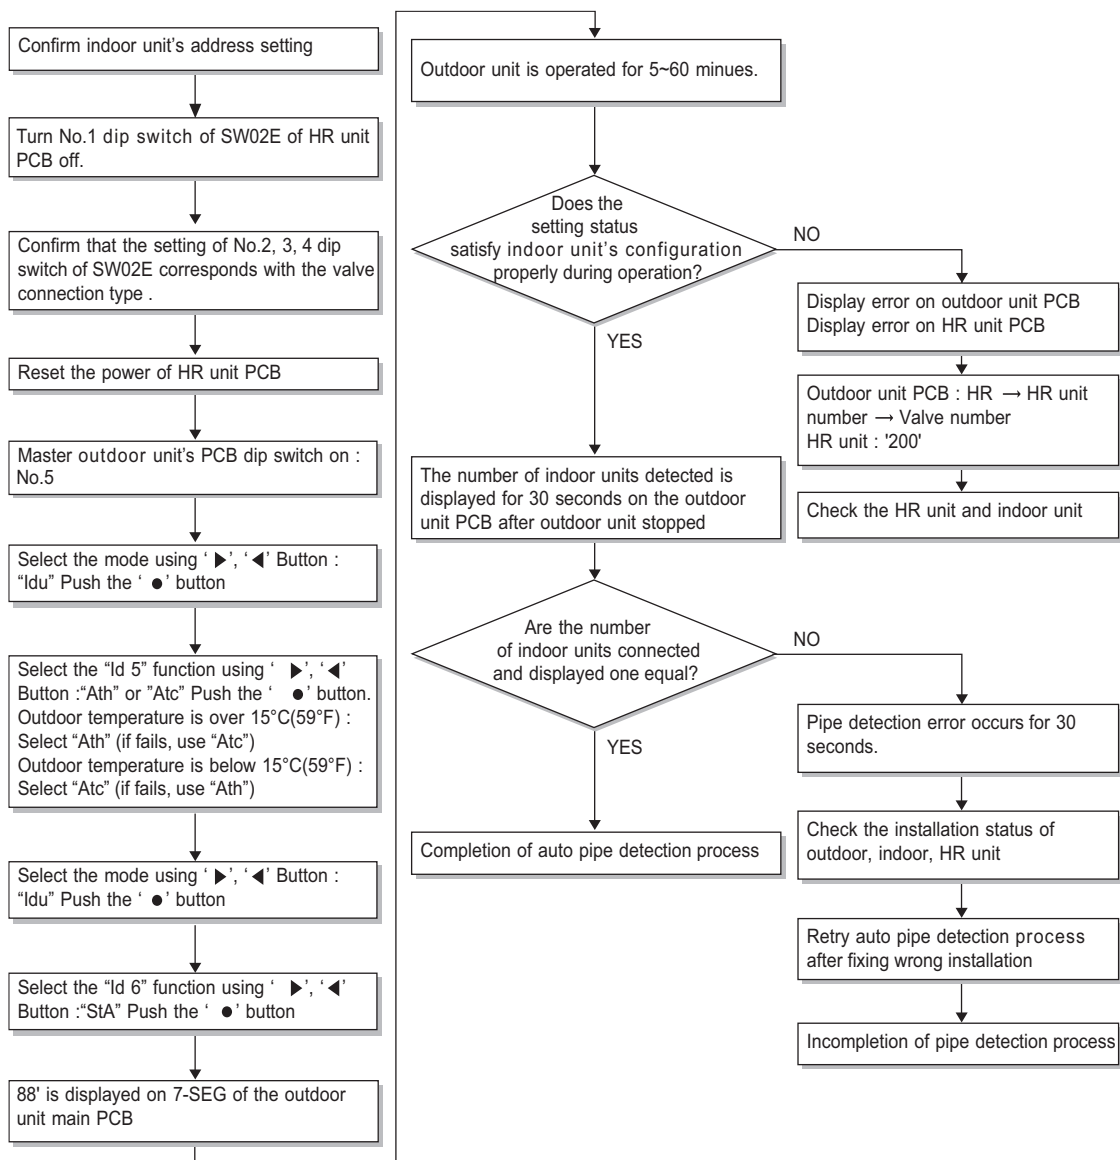 Confirm indoor unit's address setting
Turn No.1 dip switch of SW02E of HR unit
PCB off.
Confirm that the setting of No.2, 3, 4 dip
switch of SW02E corresponds with the valve
connection type .
Reset the power of HR unit PCB
Master outdoor unit's PCB dip switch on :
No.5
Select the mode using ‘ ▶’, ‘◀’ Button :
“Idu” Push the ‘ ●’ button
Select the “Id 5” function using ‘ ▶’, ‘◀’
Button :“Ath” or ”Atc” Push the ‘ ●’ button.
Outdoor temperature is over 15°C(59°F) :
Select “Ath” (if fails, use “Atc”)
Outdoor temperature is below 15°C(59°F) :
Select “Atc” (if fails, use “Ath”)
Select the mode using ‘ ▶’, ‘◀’ Button :
“Idu” Push the ‘ ●’ button
Select the “Id 6” function using ‘ ▶’, ‘◀’
Button :“StA” Push the ‘ ●’ button
88' is displayed on 7-SEG of the outdoor
unit main PCB
Outdoor unit is operated for 5~60 minues.
Does the
setting status
satisfy indoor unit's configuration
properly during operation?
NO
YES
Display error on outdoor unit PCB
Display error on HR unit PCB
Outdoor unit PCB : HR → HR unit
number → Valve number
HR unit : '200'
Check the HR unit and indoor unit
The number of indoor units detected is
displayed for 30 seconds on the outdoor
unit PCB after outdoor unit stopped
Are the number
of indoor units connected
and displayed one equal?
NO
YES
Pipe detection error occurs for 30
seconds.
Check the installation status of
outdoor, indoor, HR unit
Retry auto pipe detection process
after fixing wrong installation
Incompletion of pipe detection process
Completion of auto pipe detection process